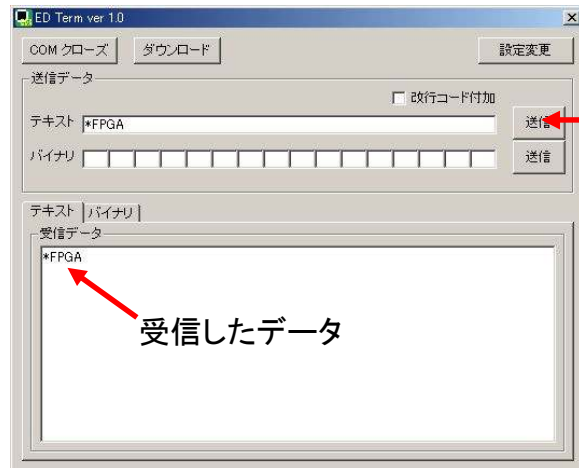 ED Term ver 1.0
COM クローズ ダウンロード 設定変更
送信データ
改行コード付加
テキスト *FPGA 送信
バイナリ 送信
テキスト バイナリ
受信データ
*FPGA
受信したデータ